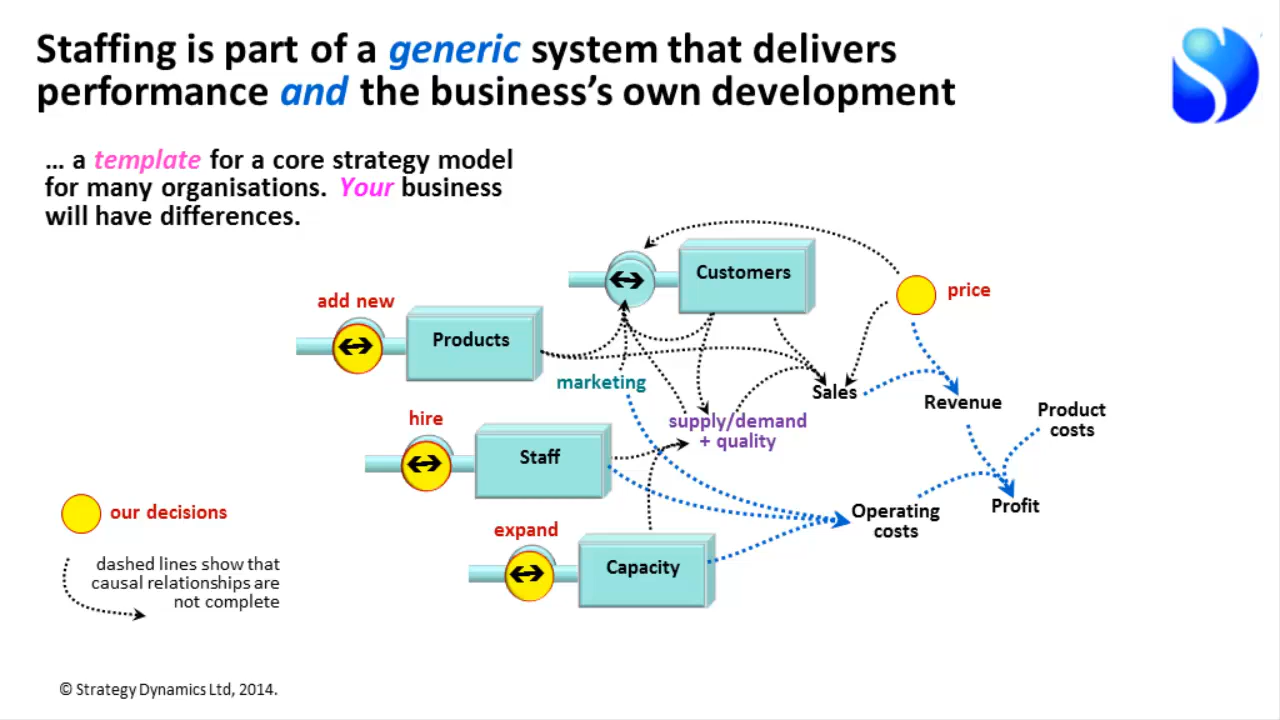 Staffing is part of a generic system that delivers
performance and the business’s own development
… a template for a core strategy model
for many organisations. Your business
will have differences.
Customers
price
add new
Products
marketing
Sales
Revenue
Product
costs
hire
supply/demand
+ quality
Staff
Operating
costs
Profit
our decisions
expand
Capacity
dashed lines show that
causal relationships are
not complete
© Strategy Dynamics Ltd, 2014.